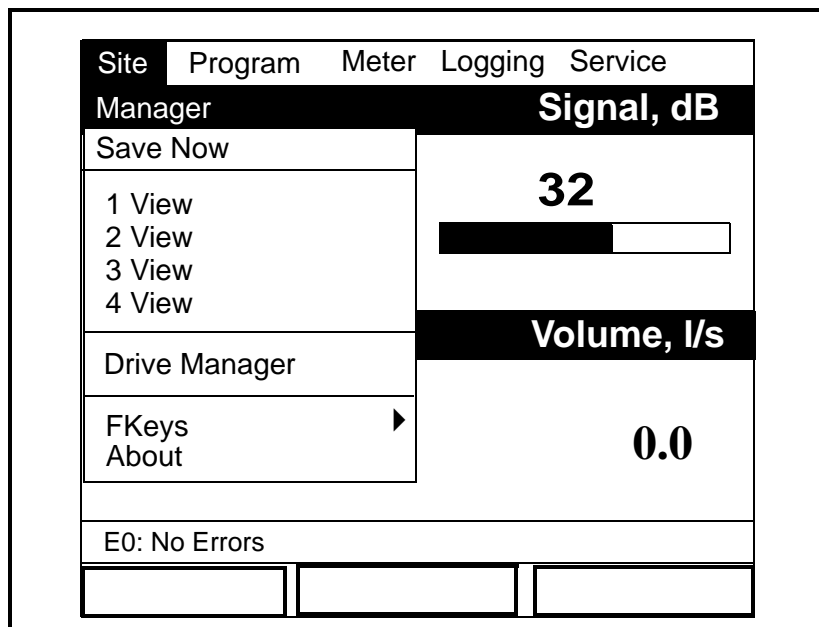 Site Program Meter Logging Service
Manager
Signal, dB
Save Now
1 View
2 View
3 View
4 View
Drive Manager
FKeys
About
32
Volume, l/s
0.0
E0: No Errors